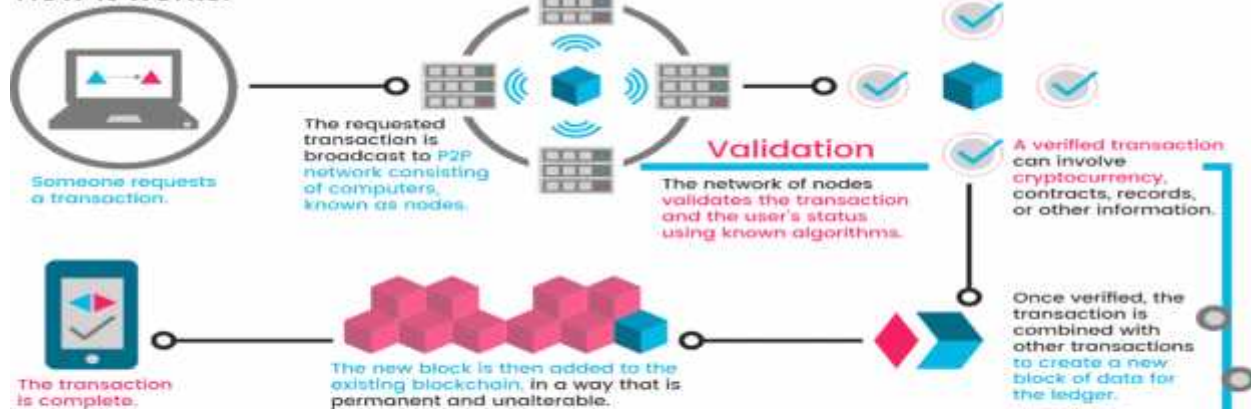 Someone requests
a transaction.
The requested
transaction is
broadcast to P2P
network consisting
of computers,
known as nodes.
Validation
The network of nodes
validates the transaction
and the user's status
using known algorithms.
A verified transaction
can involve
cryptocurrency,
contracts, records,
or other information.
Once verified, the
transaction is
combined with
other transactions
to create a new
block of data for
the ledger.
The new block is then added to the
existing blockchain, in a way that is
permanent and unalterable.
The transaction
is complete.